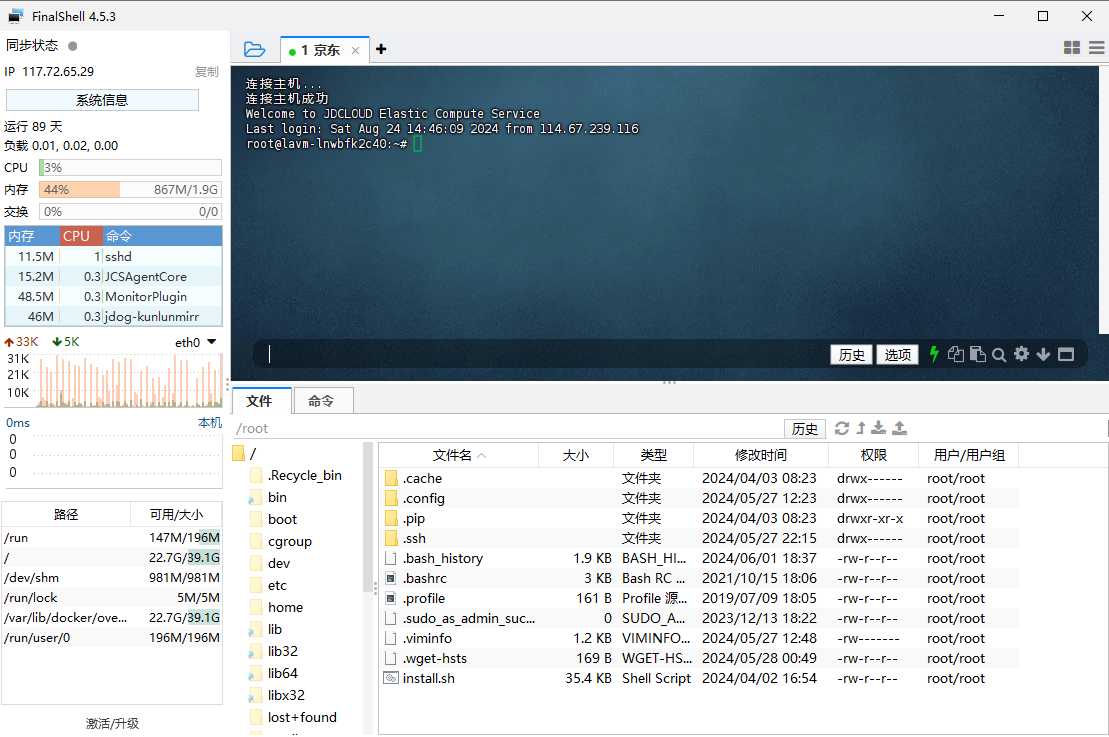 FinalShell 4.5.3
同步状态
IP 117.72.65.29 复制
系统信息
运行 89 天
负载 0.01, 0.02, 0.00
CPU 3%
内存 44% 867M/1.9G
交换 0% 0/0
内存 CPU 命令
11.5M 1 sshd
15.2M 0.3 JCSAgentCore
48.5M 0.3 MonitorPlugin
46M 0.3 jdog-kunlunmirr
33K 5K eth0
31K
21K
10K
0ms 本机
0
0
0
路径 可用/大小
/run 147M/196M
/ 22.7G/39.1G
/dev/shm 981M/981M
/run/lock 5M/5M
/var/lib/docker/ove... 22.7G/39.1G
/run/user/0 196M/196M
激活/升级
1 京东
连接主机...
连接主机成功
Welcome to JDCLOUD Elastic Compute Service
Last login: Sat Aug 24 14:46:09 2024 from 114.67.239.116
root@lavm-lnwbfk2c40:~#
历史 选项
文件 命令
/root 历史
/
.Recycle_bin
bin
boot
cgroup
dev
etc
home
lib
lib32
lib64
libx32
lost+found
文件名 大小 类型 修改时间 权限 用户/用户组
.cache 文件夹 2024/04/03 08:23 drwx------ root/root
.config 文件夹 2024/05/27 12:23 drwx------ root/root
.pip 文件夹 2024/04/03 08:23 drwxr-xr-x root/root
.ssh 文件夹 2024/05/27 22:15 drwx------ root/root
.bash_history 1.9 KB BASH_HI... 2024/06/01 18:37 -rw-r--r-- root/root
.bashrc 3 KB Bash RC ... 2021/10/15 18:06 -rw-r--r-- root/root
.profile 161 B Profile 源... 2019/07/09 18:05 -rw-r--r-- root/root
.sudo_as_admin_suc... 0 SUDO_A... 2023/12/13 18:22 -rw-r--r-- root/root
.viminfo 1.2 KB VIMINFO... 2024/05/27 12:48 -rw------- root/root
.wget-hsts 169 B WGET-HS... 2024/05/28 00:49 -rw-r--r-- root/root
install.sh 35.4 KB Shell Script 2024/04/02 16:54 -rw-r--r-- root/root